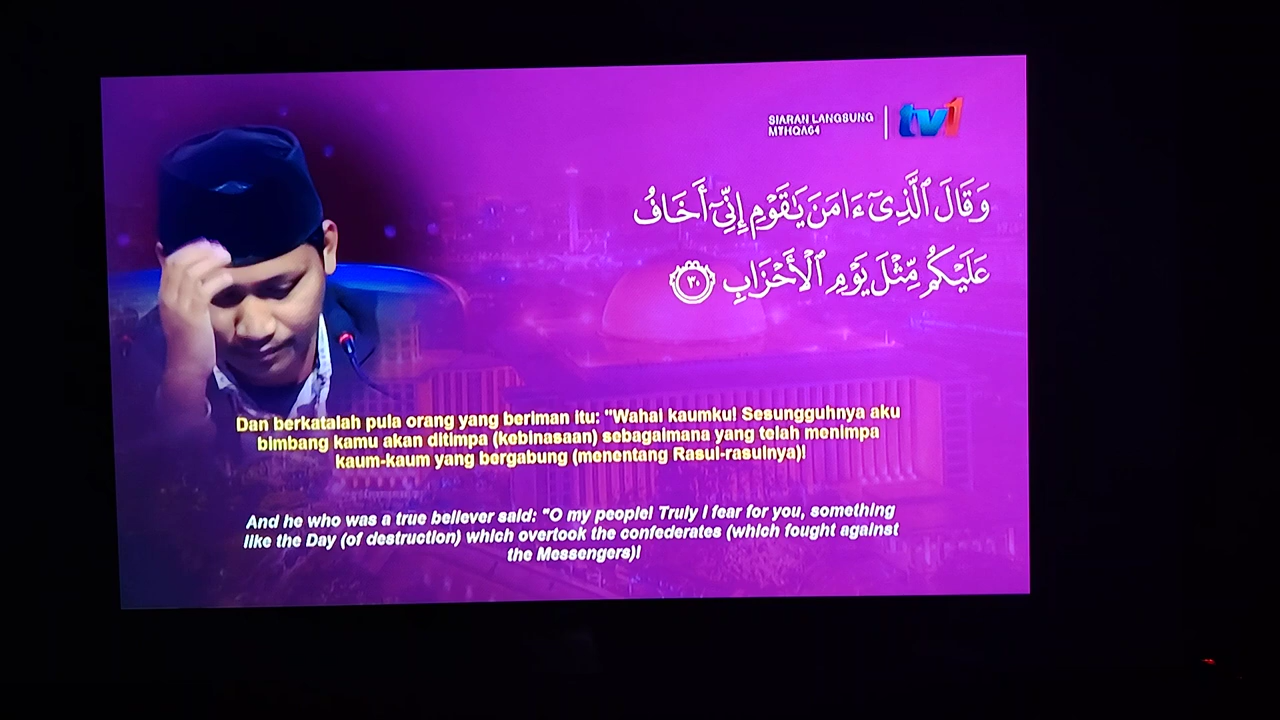 SIARAN LANGSUNG
MTHQA64
tv1
وَقَالَ ٱلَّذِىٓ ءَامَنَ يَـٰقَوْمِ إِنِّىٓ أَخَافُ
عَلَيْكُم مِّثْلَ يَوْمِ ٱلْأَحْزَابِ ٣٠
Dan berkatalah pula orang yang beriman itu: "Wahai kaumku! Sesungguhnya aku
bimbang kamu akan ditimpa (kebinasaan) sebagaimana yang telah menimpa
kaum-kaum yang bergabung (menentang Rasul-rasulnya)!
And he who was a true believer said: "O my people! Truly I fear for you, something
like the Day (of destruction) which overtook the confederates (which fought against
the Messengers)!